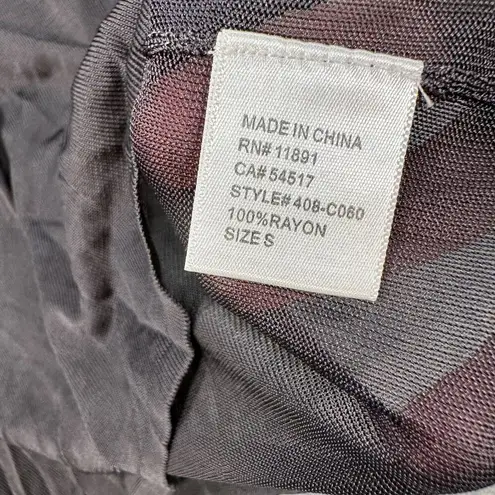 MADE IN CHINA
RN# 11891
CA# 54517
STYLE# 408-C060
100%RAYON
SIZE S